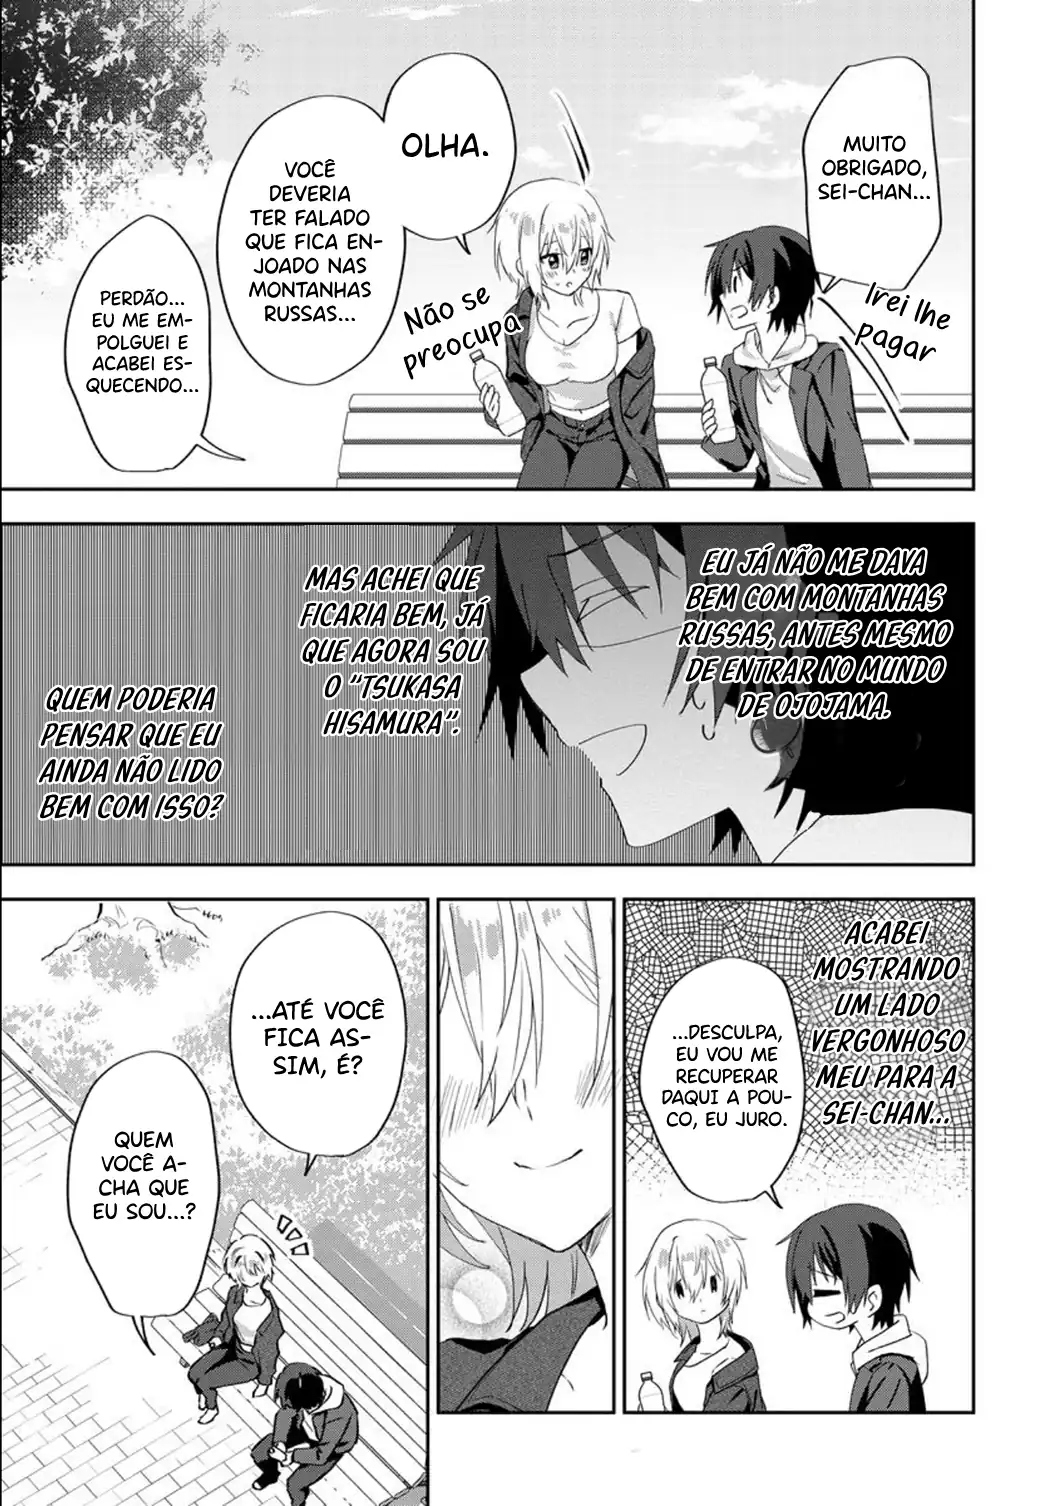 MUITO
OBRIGADO,
SEI-CHAN...
Irei lhe
pagar
OLHA.
Não se
preocupa
VOCÊ
DEVERIA
TER FALADO
QUE FICA EN-
JOADO NAS
MONTANHAS
RUSSAS...
PERDÃO...
EU ME EM-
POLGUEI E
ACABEI ES-
QUECENDO...
EU JÁ NÃO ME DAVA
BEM COM MONTANHAS
RUSSAS, ANTES MESMO
DE ENTRAR NO MUNDO
DE OJOJAMA.
MAS ACHEI QUE
FICARIA BEM, JÁ
QUE AGORA SOU
O "TSUKASA
HISAMURA".
QUEM PODERIA
PENSAR QUE EU
AINDA NÃO LIDO
BEM COM ISSO?
ACABEI
MOSTRANDO
UM LADO
VERGONHOSO
MEU PARA A
SEI-CHAN...
...DESCULPA,
EU VOU ME
RECUPERAR
DAQUI A POU-
CO, EU JURO.
...ATÉ VOCÊ
FICA AS-
SIM, É?
QUEM
VOCÊ A-
CHA QUE
EU SOU...?